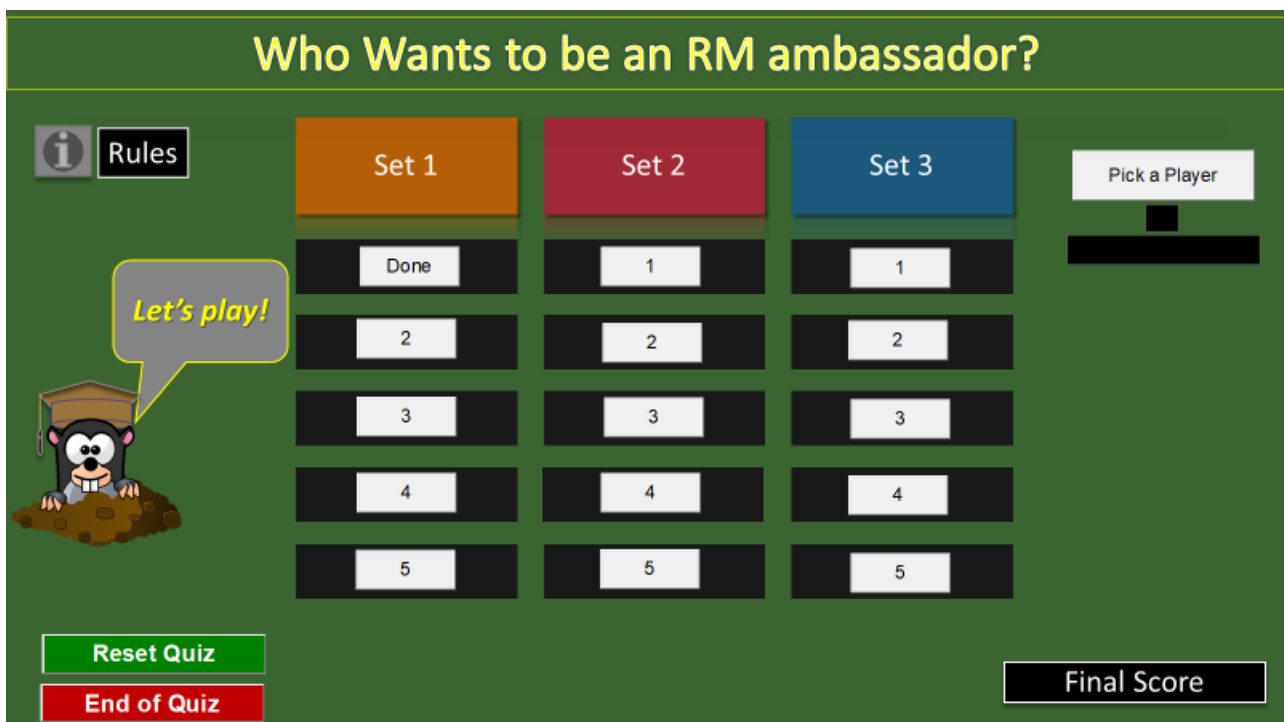 Who Wants to be an RM ambassador?
Rules
Set 1
Set 2
Set 3
Pick a Player
Let's play!
Done
1
1
2
2
2
3
3
3
4
4
4
5
5
5
Reset Quiz
End of Quiz
Final Score